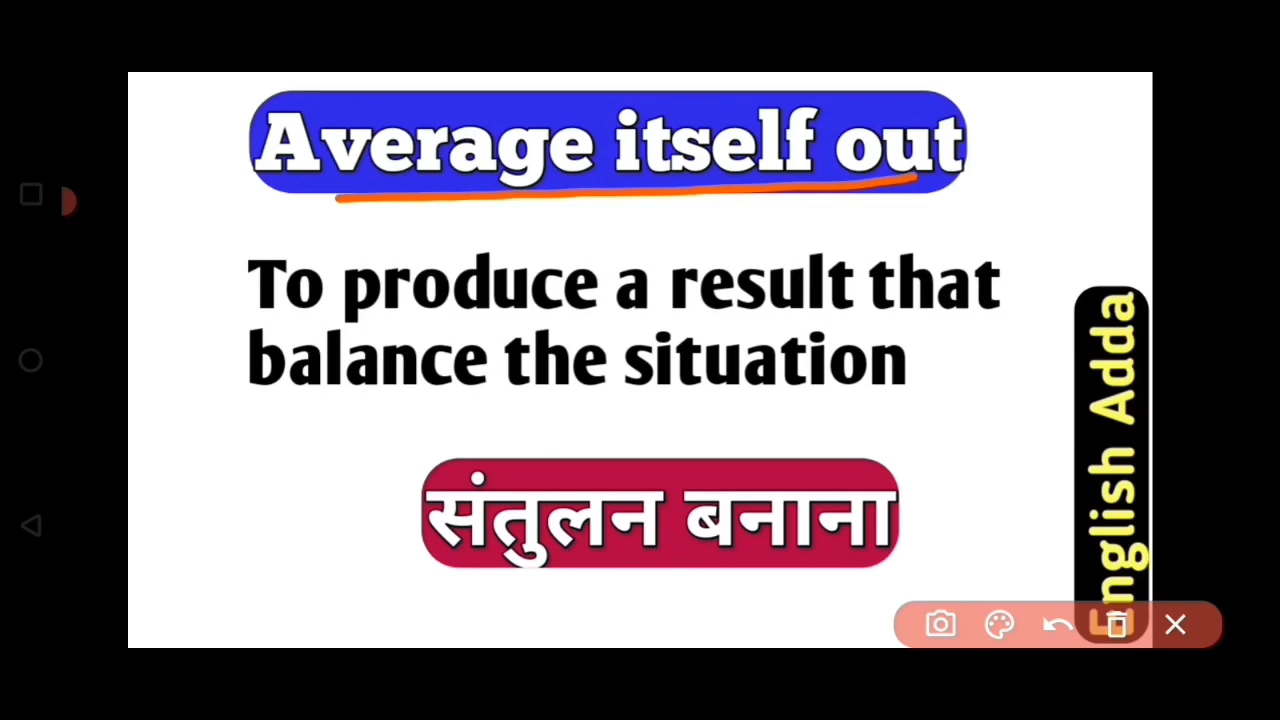 Average itself out
To produce a result that
balance the situation
संतुलन बनाना
English Adda